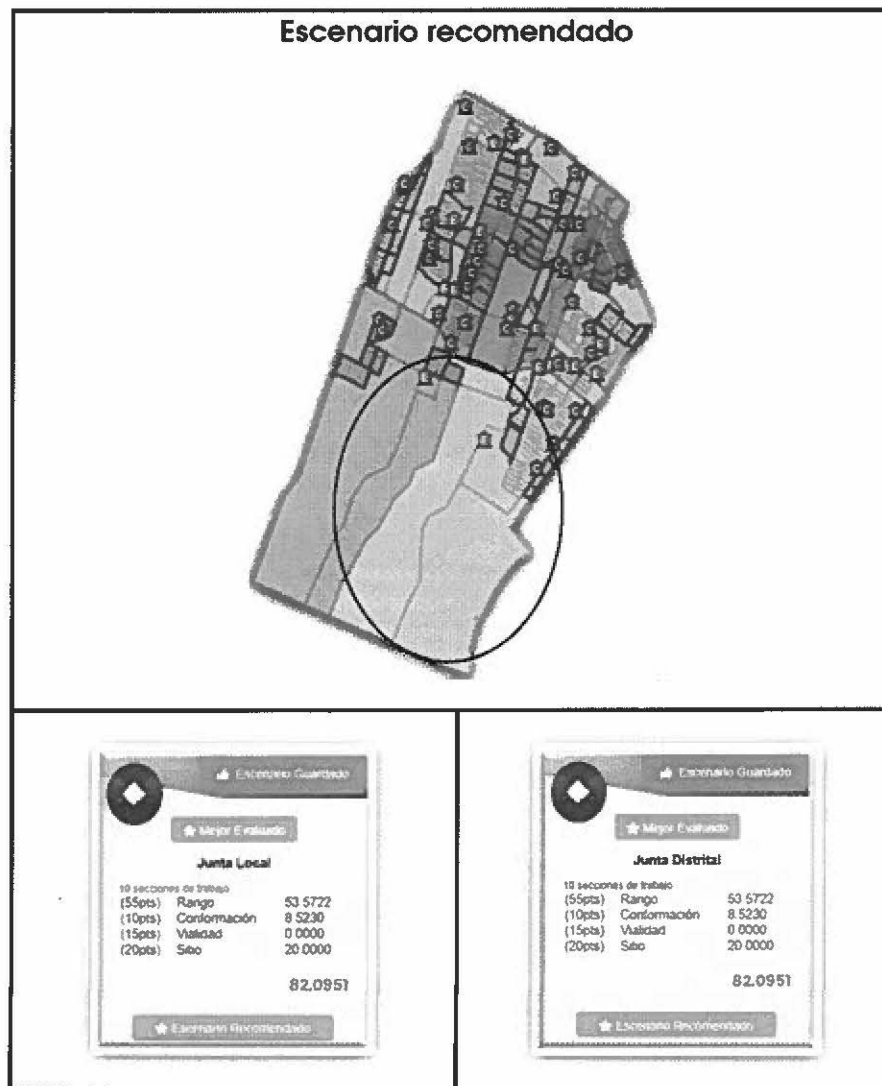 Escenario recomendado
Escenario Guardado
Mejor Evaluado
Junta Local
10 secciones de trabajo
(55pts) Rango 53.5722
(10pts) Conformación 8.5230
(15pts) Vialidad 0.0000
(20pts) Sitio 20.0000
82.0951
Escenario Recomendado
Escenario Guardado
Mejor Evaluado
Junta Distrital
10 secciones de trabajo
(55pts) Rango 53.5722
(10pts) Conformación 8.5230
(15pts) Vialidad 0.0000
(20pts) Sitio 20.0000
82.0951
Escenario Recomendado